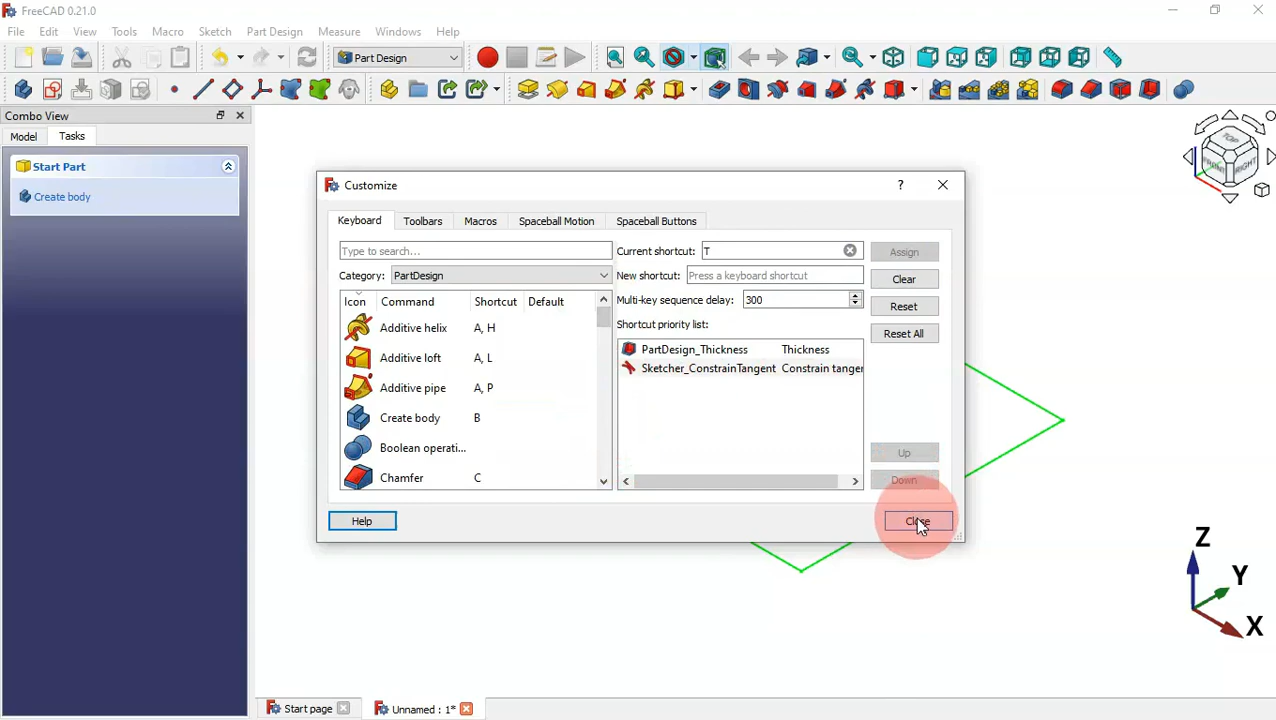 FreeCAD 0.21.0
File Edit View Tools Macro Sketch Part Design Measure Windows Help
Part Design
Combo View
Model Tasks
Start Part
Create body
Customize
Keyboard Toolbars Macros Spaceball Motion Spaceball Buttons
Type to search...
Category: PartDesign
Icon Command Shortcut Default
Additive helix A, H
Additive loft A, L
Additive pipe A, P
Create body B
Boolean operati...
Chamfer C
Current shortcut: T
New shortcut: Press a keyboard shortcut
Multi-key sequence delay: 300
Shortcut priority list:
PartDesign_Thickness Thickness
Sketcher_ConstrainTangent Constrain tangen
Assign
Clear
Reset
Reset All
Up
Down
Help
Close
TOP
FRONT
RIGHT
Z
Y
X
Start page
Unnamed : 1*